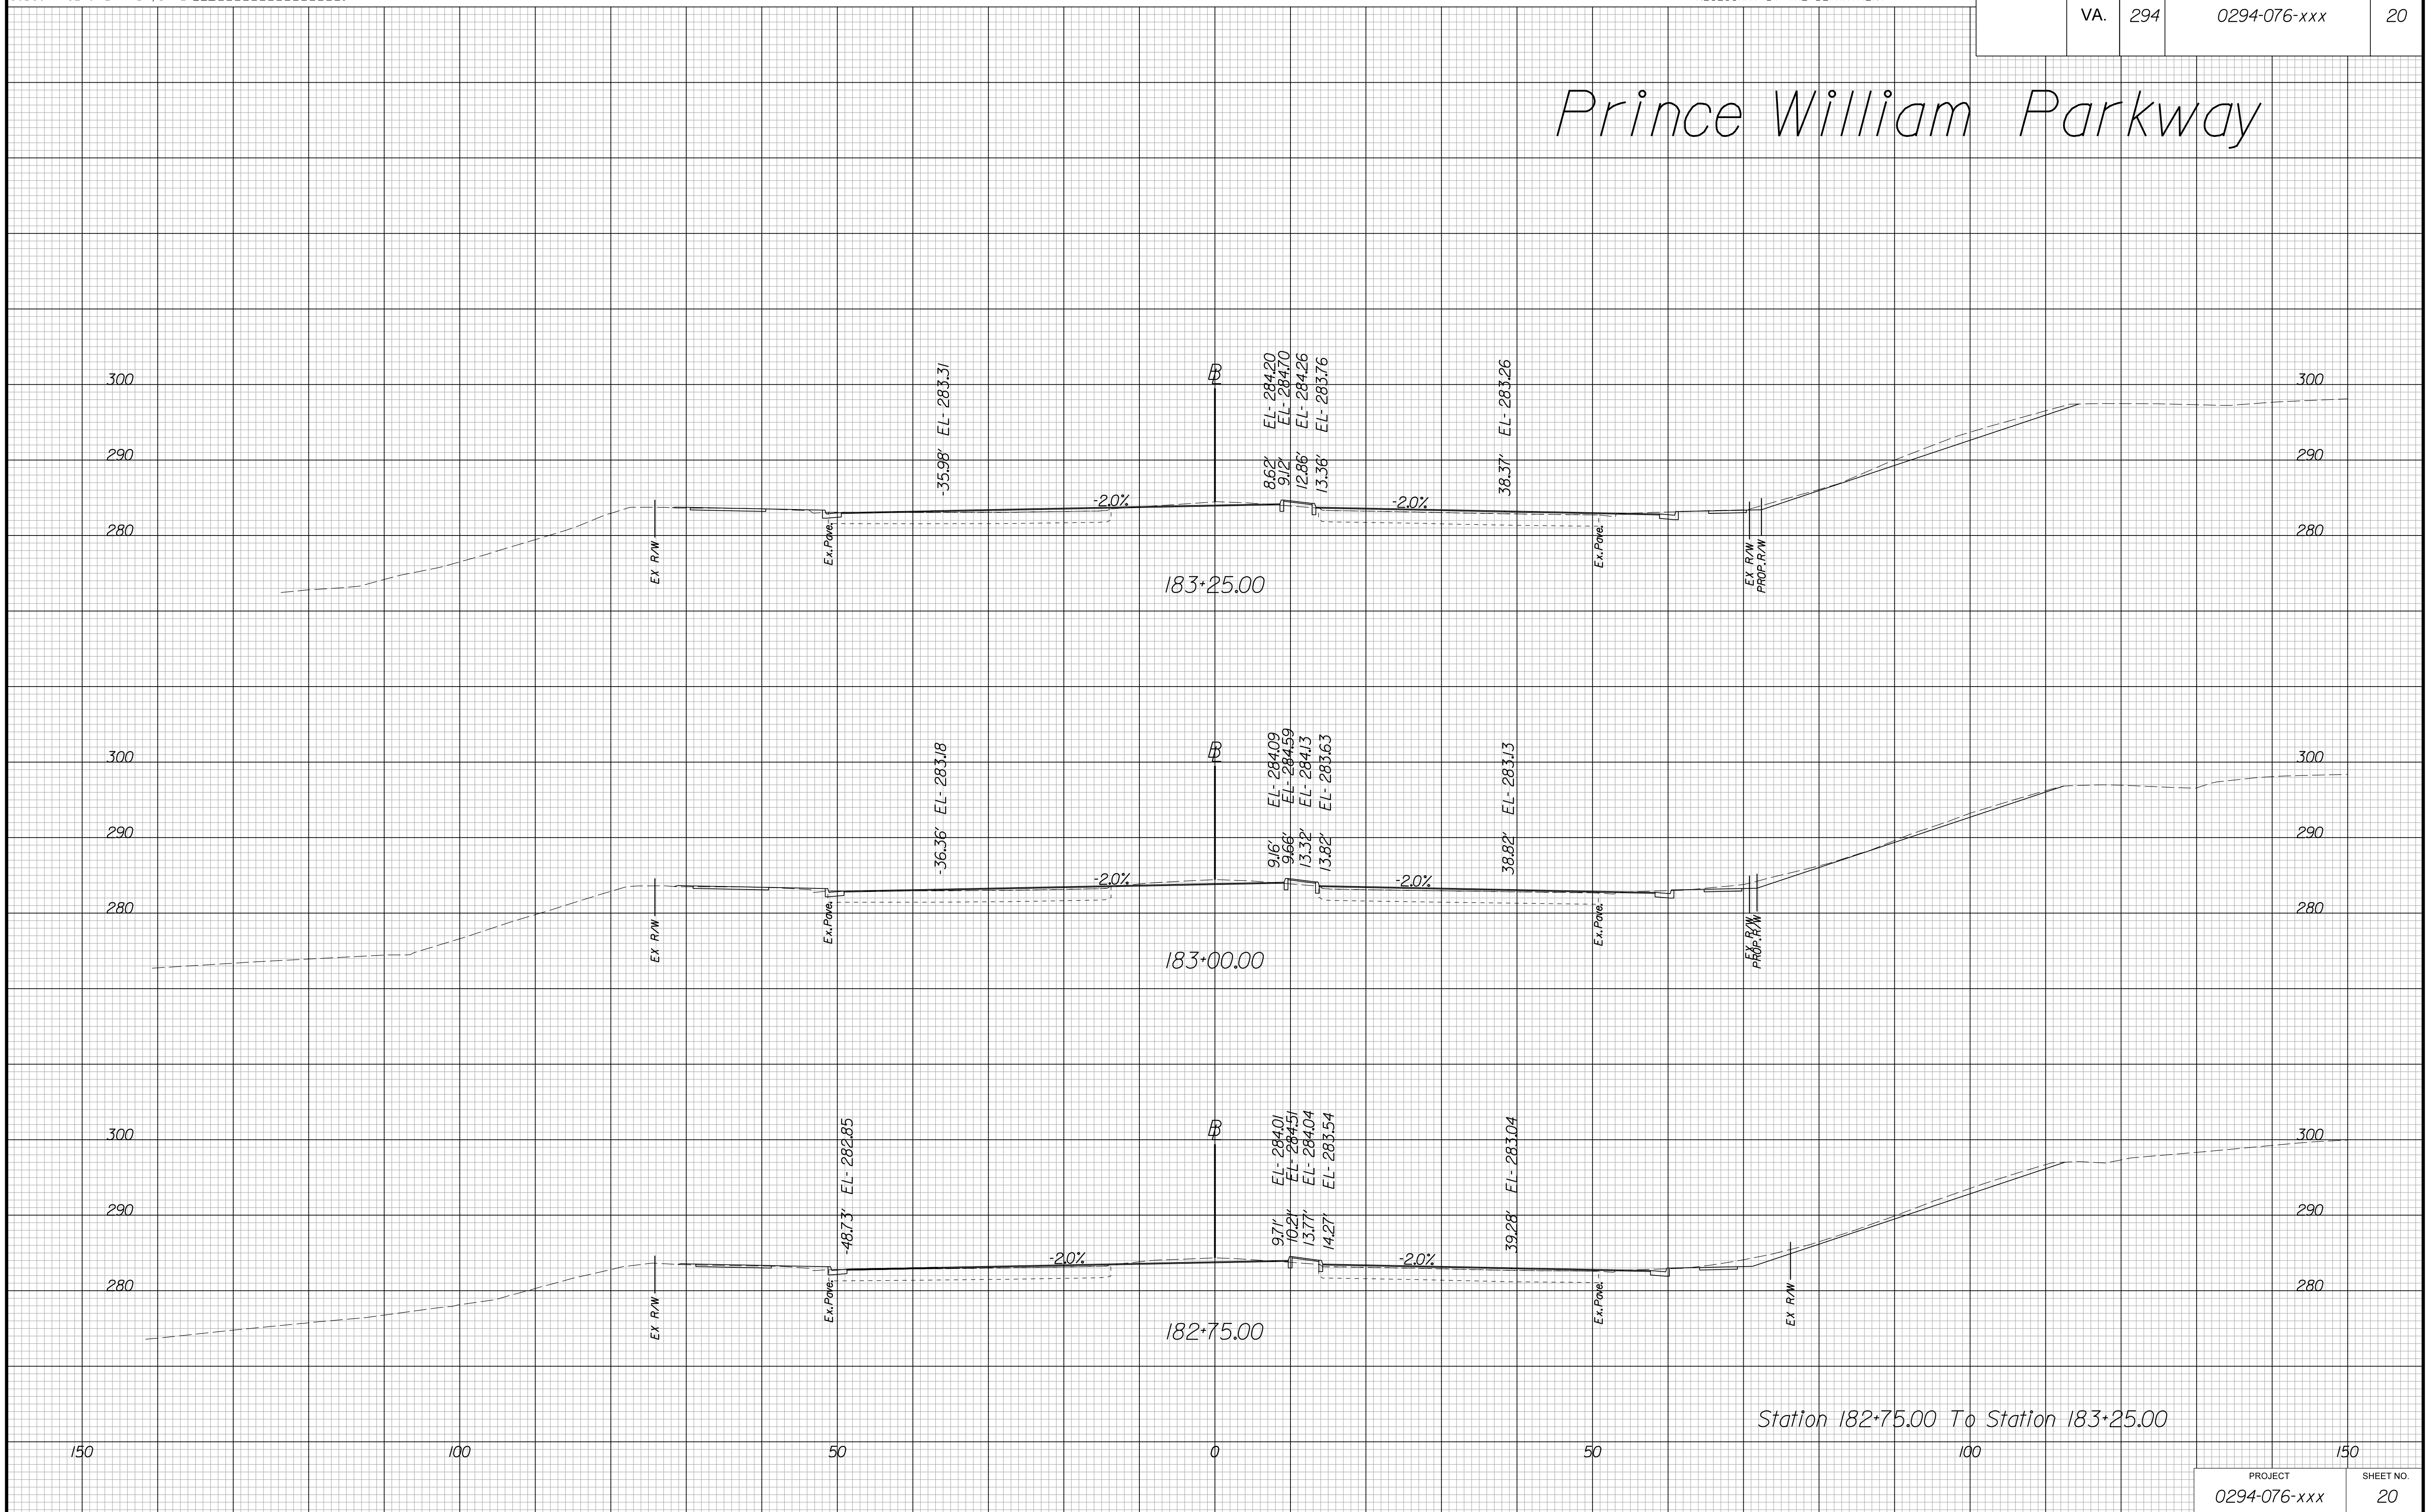 VA. 294 0294-076-xxx 20
Prince William Parkway
-35.98' EL- 283.31
8.62' EL- 284.20
9.12' EL- 284.70
12.86' EL- 284.26
13.36' EL- 283.76
38.37' EL- 283.26
300 300
290 290
280 280
-2.0% -2.0%
EX R/W
Ex.Pave.
Ex.Pave.
EX R/W
PROP.R/W
183+25.00
-36.36' EL- 283.18
9.16' EL- 284.09
9.66' EL- 284.59
13.32' EL- 284.13
13.82' EL- 283.63
38.82' EL- 283.13
300 300
290 290
280 280
-2.0% -2.0%
EX R/W
Ex.Pave.
Ex.Pave.
EX R/W
PROP.R/W
183+00.00
-48.73' EL- 282.85
9.71' EL- 284.01
10.21' EL- 284.51
13.77' EL- 284.04
14.27' EL- 283.54
39.28' EL- 283.04
300 300
290 290
280 280
-2.0% -2.0%
EX R/W
Ex.Pave.
Ex.Pave.
EX R/W
182+75.00
Station 182+75.00 To Station 183+25.00
150 100 50 0 50 100 150
PROJECT SHEET NO.
0294-076-xxx 20